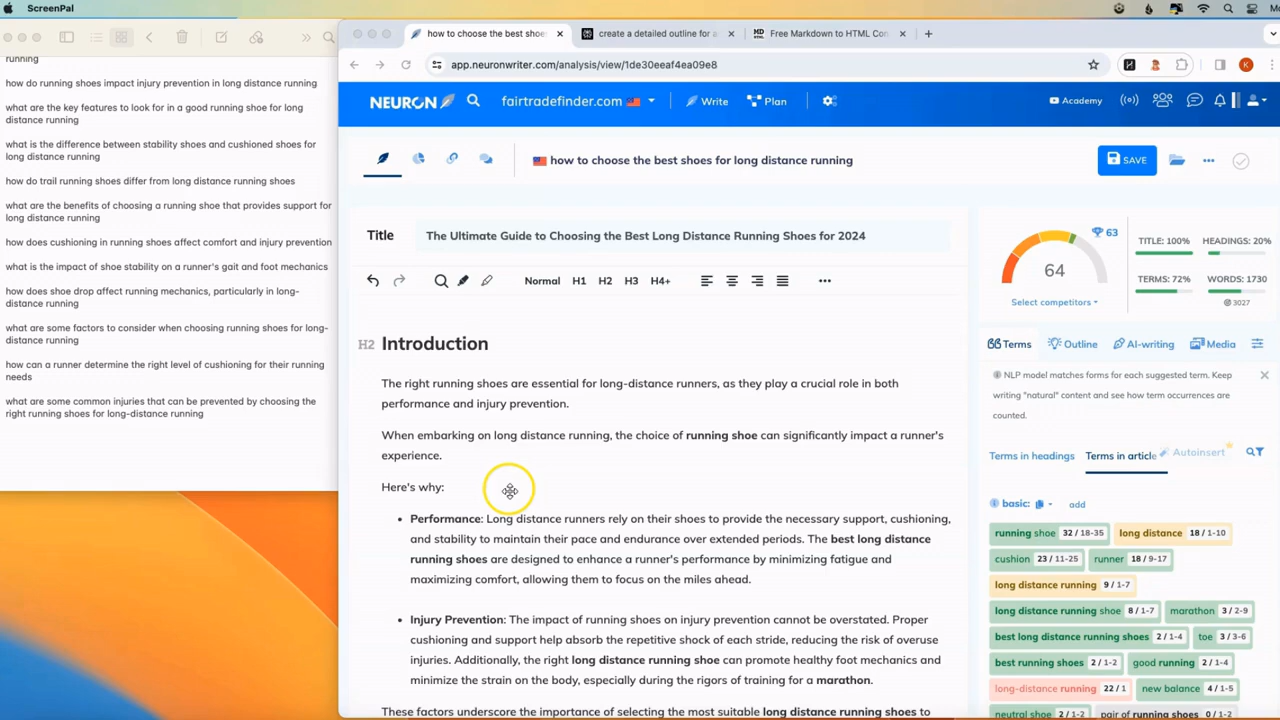 ScreenPal
running
how do running shoes impact injury prevention in long distance running
what are the key features to look for in a good running shoe for long
distance running
what is the difference between stability shoes and cushioned shoes for
long distance running
how do trail running shoes differ from long distance running shoes
what are the benefits of choosing a running shoe that provides support for
long distance running
how does cushioning in running shoes affect comfort and injury prevention
what is the impact of shoe stability on a runner's gait and foot mechanics
how does shoe drop affect running mechanics, particularly in long-
distance running
what are some factors to consider when choosing running shoes for long-
distance running
how can a runner determine the right level of cushioning for their running
needs
what are some common injuries that can be prevented by choosing the
right running shoes for long-distance running
how to choose the best shoe
create a detailed outline for a
MD
HTML
Free Markdown to HTML Con
app.neuronwriter.com/analysis/view/1de30eeaf4ea09e8
K
NEURON
fairtradefinder.com
Write
Plan
Academy
how to choose the best shoes for long distance running
SAVE
Title
The Ultimate Guide to Choosing the Best Long Distance Running Shoes for 2024
Normal H1 H2 H3 H4+
H2 Introduction
The right running shoes are essential for long-distance runners, as they play a crucial role in both
performance and injury prevention.
When embarking on long distance running, the choice of running shoe can significantly impact a runner's
experience.
Here's why:
• Performance: Long distance runners rely on their shoes to provide the necessary support, cushioning,
and stability to maintain their pace and endurance over extended periods. The best long distance
running shoes are designed to enhance a runner's performance by minimizing fatigue and
maximizing comfort, allowing them to focus on the miles ahead.
• Injury Prevention: The impact of running shoes on injury prevention cannot be overstated. Proper
cushioning and support help absorb the repetitive shock of each stride, reducing the risk of overuse
injuries. Additionally, the right long distance running shoe can promote healthy foot mechanics and
minimize the strain on the body, especially during the rigors of training for a marathon.
These factors underscore the importance of selecting the most suitable long distance running shoes to
63
64
Select competitors
TITLE: 100%
HEADINGS: 20%
TERMS: 72%
WORDS: 1730
3027
Terms
Outline
AI-writing
Media
NLP model matches forms for each suggested term. Keep
writing "natural" content and see how term occurrences are
counted.
Terms in headings
Terms in article
Autoinsert
basic:
add
running shoe 32 / 18-35
long distance 18 / 1-10
cushion 23 / 11-25
runner 18 / 9-17
long distance running 9 / 1-7
long distance running shoe 8 / 1-7
marathon 3 / 2-9
best long distance running shoes 2 / 1-4
toe 3 / 3-6
best running shoes 2 / 1-2
good running 2 / 1-4
long-distance running 22 / 1
new balance 4 / 1-5
neutral shoe 2 / 1-2
pair of running shoes 0 / 1-2